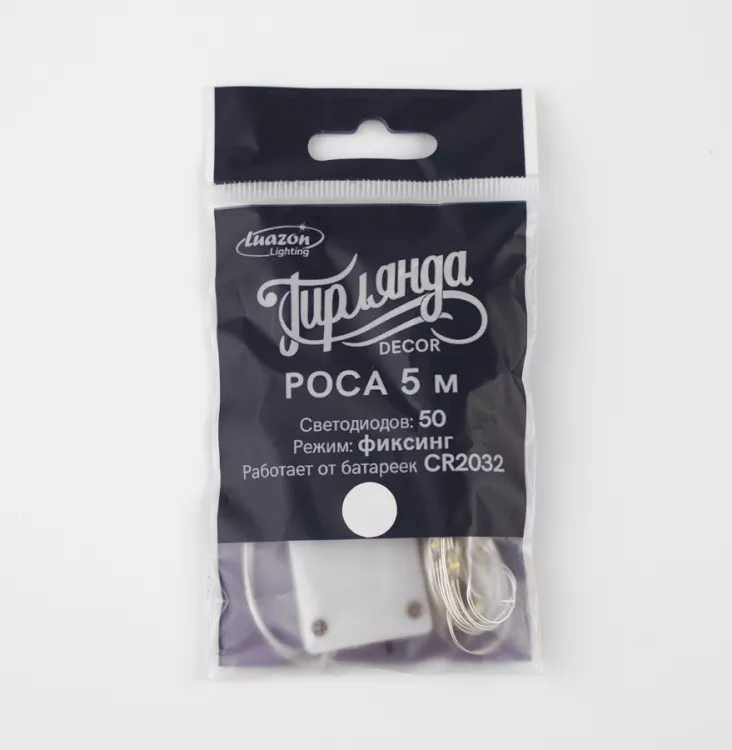 Luazon
Lighting
Гирлянда
DECOR
РОСА 5 м
Светодиодов: 50
Режим: фиксинг
Работает от батареек CR2032